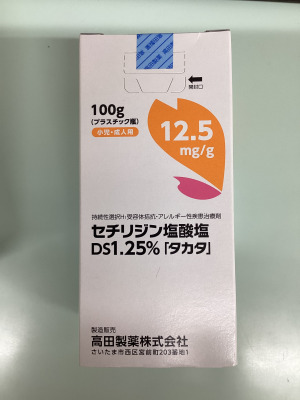 開封口
100g
(プラスチック瓶)
小児・成人用
12.5
mg/g
持続性選択H₁受容体拮抗・アレルギー性疾患治療剤
セチリジン塩酸塩
DS1.25%「タカタ」
製造販売
高田製薬株式会社
さいたま市西区宮前町203番地1